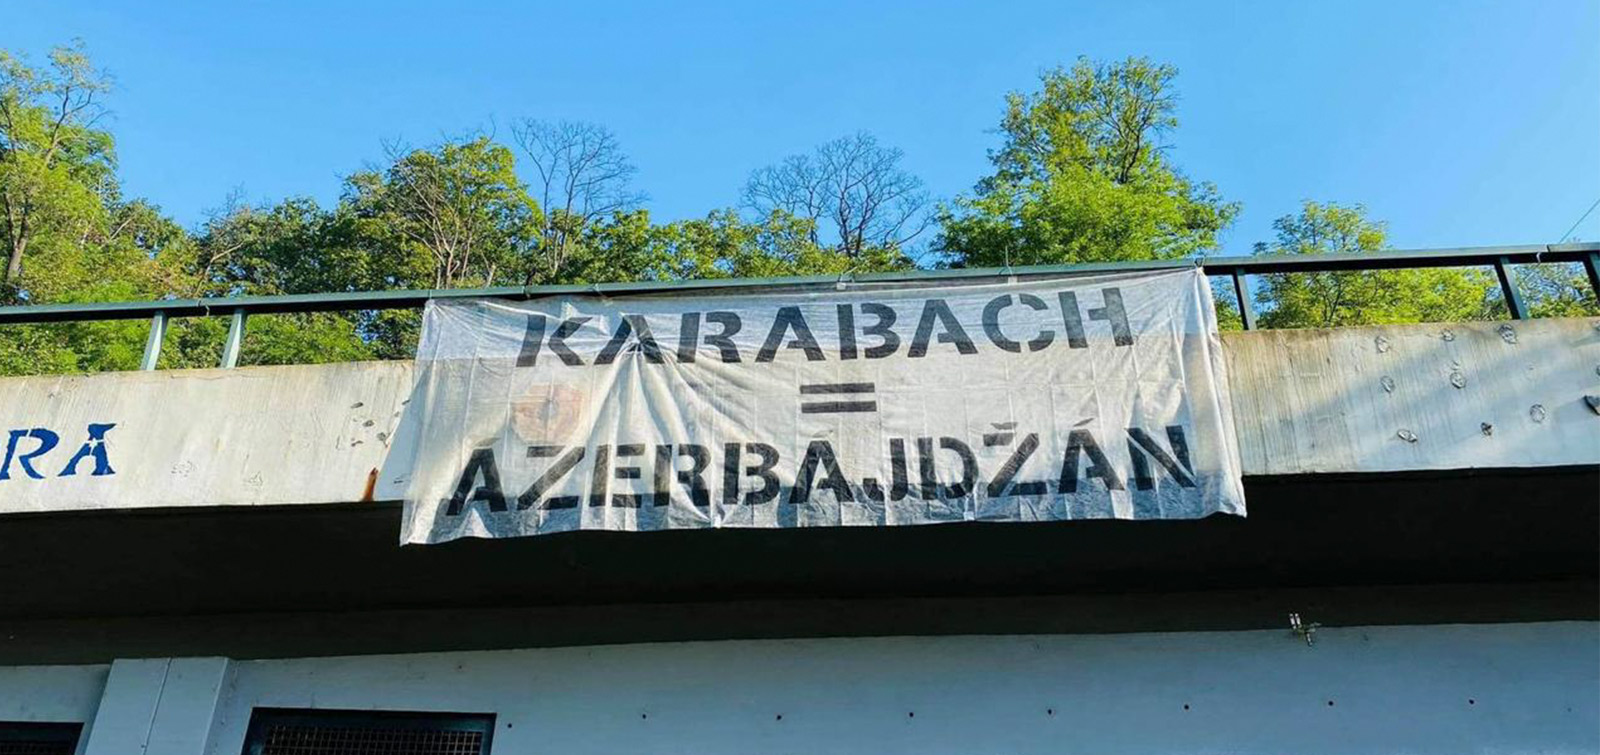 KARABACH
=
AZERBAJDŽÁN
RA